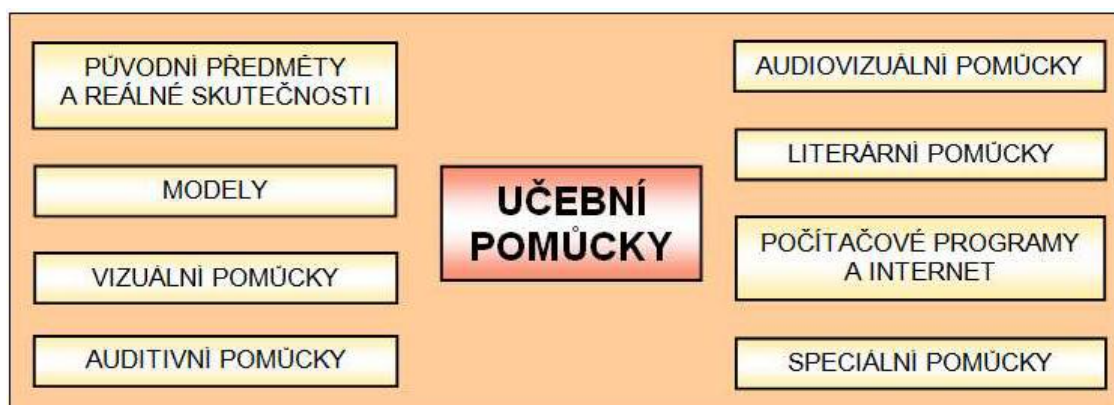 PŮVODNÍ PŘEDMĚTY
A REÁLNÉ SKUTEČNOSTI
MODELY
VIZUÁLNÍ POMŮCKY
AUDITIVNÍ POMŮCKY
UČEBNÍ
POMŮCKY
AUDIOVIZUÁLNÍ POMŮCKY
LITERÁRNÍ POMŮCKY
POČÍTAČOVÉ PROGRAMY
A INTERNET
SPECIÁLNÍ POMŮCKY